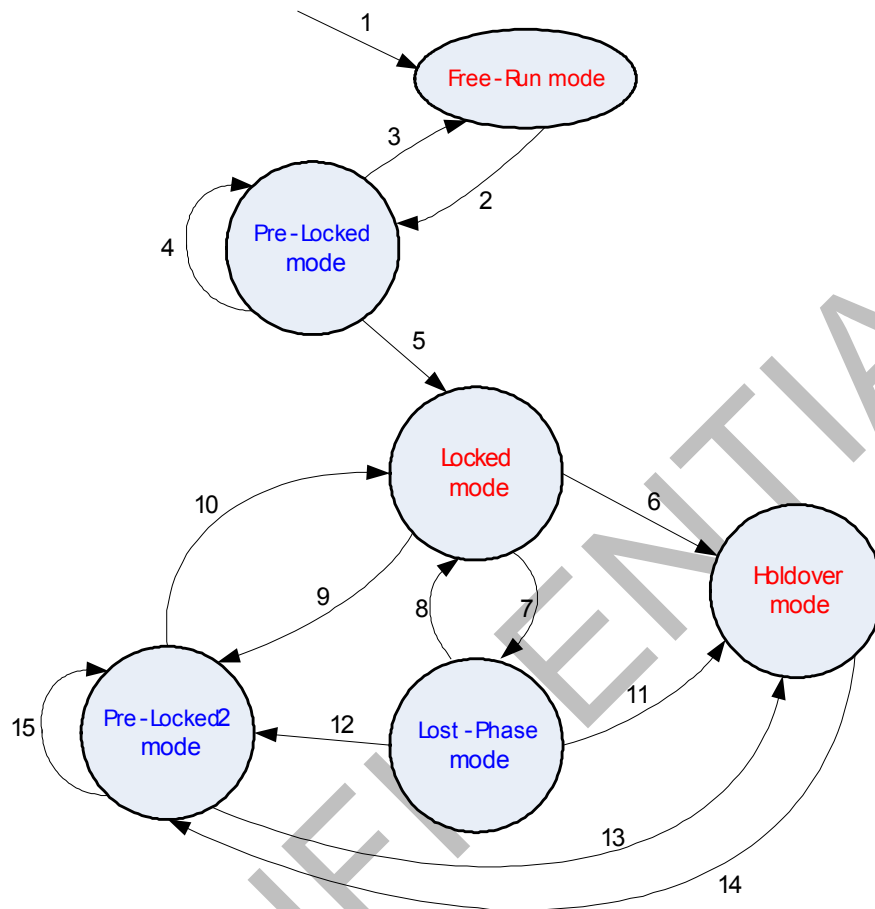 1
Free-Run mode
3
2
Pre-Locked
mode
4
5
Locked
mode
10
6
Holdover
mode
9
8
7
Pre-Locked2
mode
15
12
Lost-Phase
mode
11
13
14
ENTIA